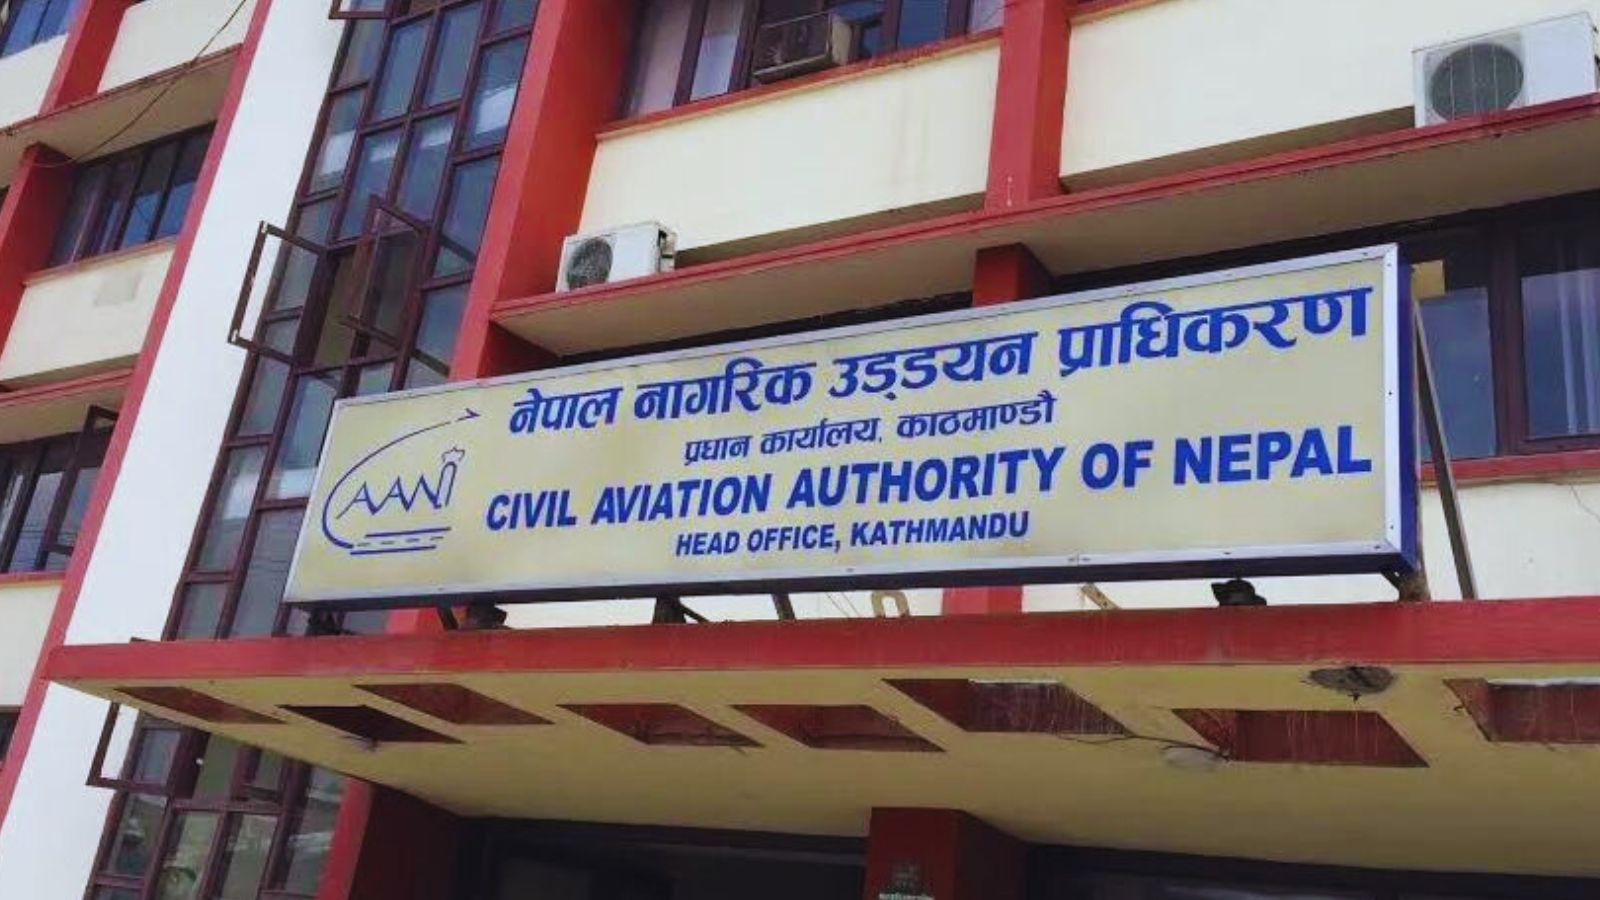 नेपाल नागरिक उड्डयन प्राधिकरण
प्रधान कार्यालय, काठमाण्डौ
CAAN
CIVIL AVIATION AUTHORITY OF NEPAL
HEAD OFFICE, KATHMANDU